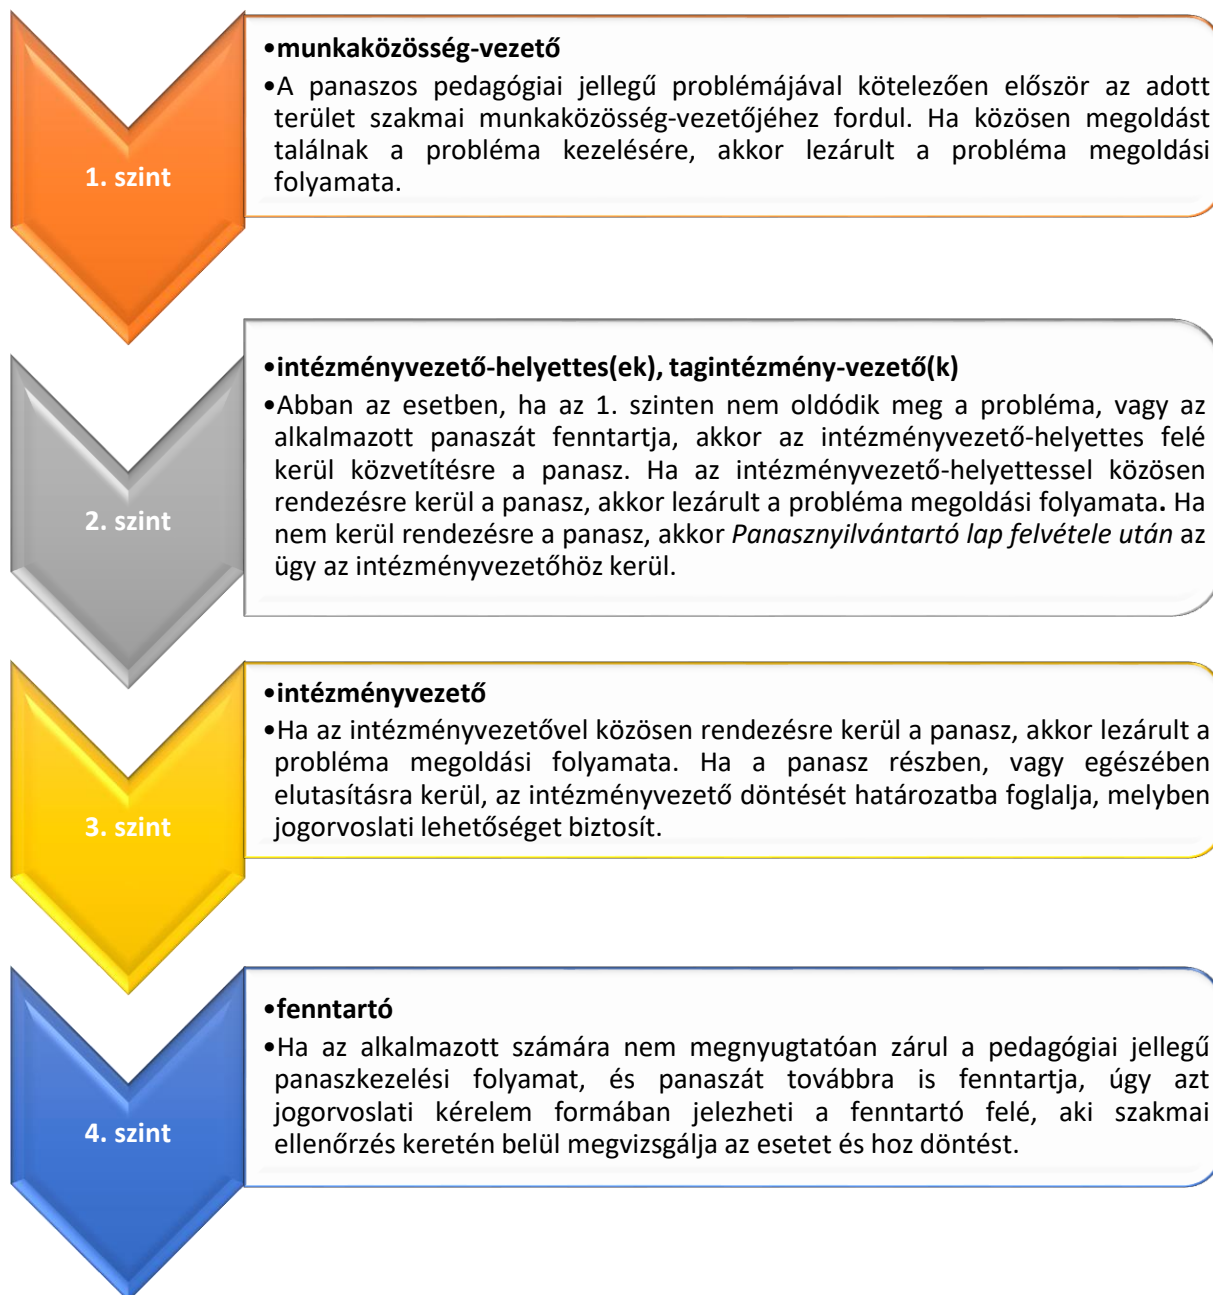 1. szint
•munkaközösség-vezető
•A panaszos pedagógiai jellegű problémájával kötelezően először az adott
terület szakmai munkaközösség-vezetőjéhez fordul. Ha közösen megoldást
találnak a probléma kezelésére, akkor lezárult a probléma megoldási
folyamata.
2. szint
•intézményvezető-helyettes(ek), tagintézmény-vezető(k)
•Abban az esetben, ha az 1. szinten nem oldódik meg a probléma, vagy az
alkalmazott panaszát fenntartja, akkor az intézményvezető-helyettes felé
kerül közvetítésre a panasz. Ha az intézményvezető-helyettessel közösen
rendezésre kerül a panasz, akkor lezárult a probléma megoldási folyamata. Ha
nem kerül rendezésre a panasz, akkor Panasznyilvántartó lap felvétele után az
ügy az intézményvezetőhöz kerül.
3. szint
•intézményvezető
•Ha az intézményvezetővel közösen rendezésre kerül a panasz, akkor lezárult a
probléma megoldási folyamata. Ha a panasz részben, vagy egészében
elutasításra kerül, az intézményvezető döntését határozatba foglalja, melyben
jogorvoslati lehetőséget biztosít.
4. szint
•fenntartó
•Ha az alkalmazott számára nem megnyugtatóan zárul a pedagógiai jellegű
panaszkezelési folyamat, és panaszát továbbra is fenntartja, úgy azt
jogorvoslati kérelem formában jelezheti a fenntartó felé, aki szakmai
ellenőrzés keretén belül megvizsgálja az esetet és hoz döntést.